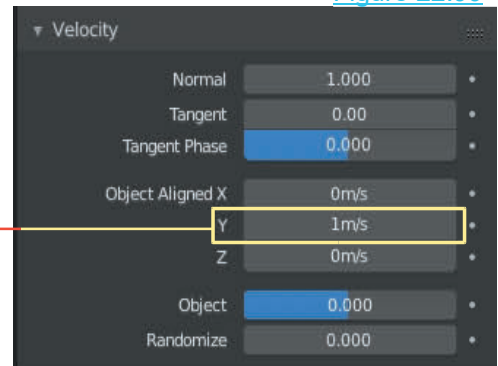 Velocity
Normal 1.000
Tangent 0.00
Tangent Phase 0.000
Object Aligned X 0m/s
Y 1m/s
Z 0m/s
Object 0.000
Randomize 0.000